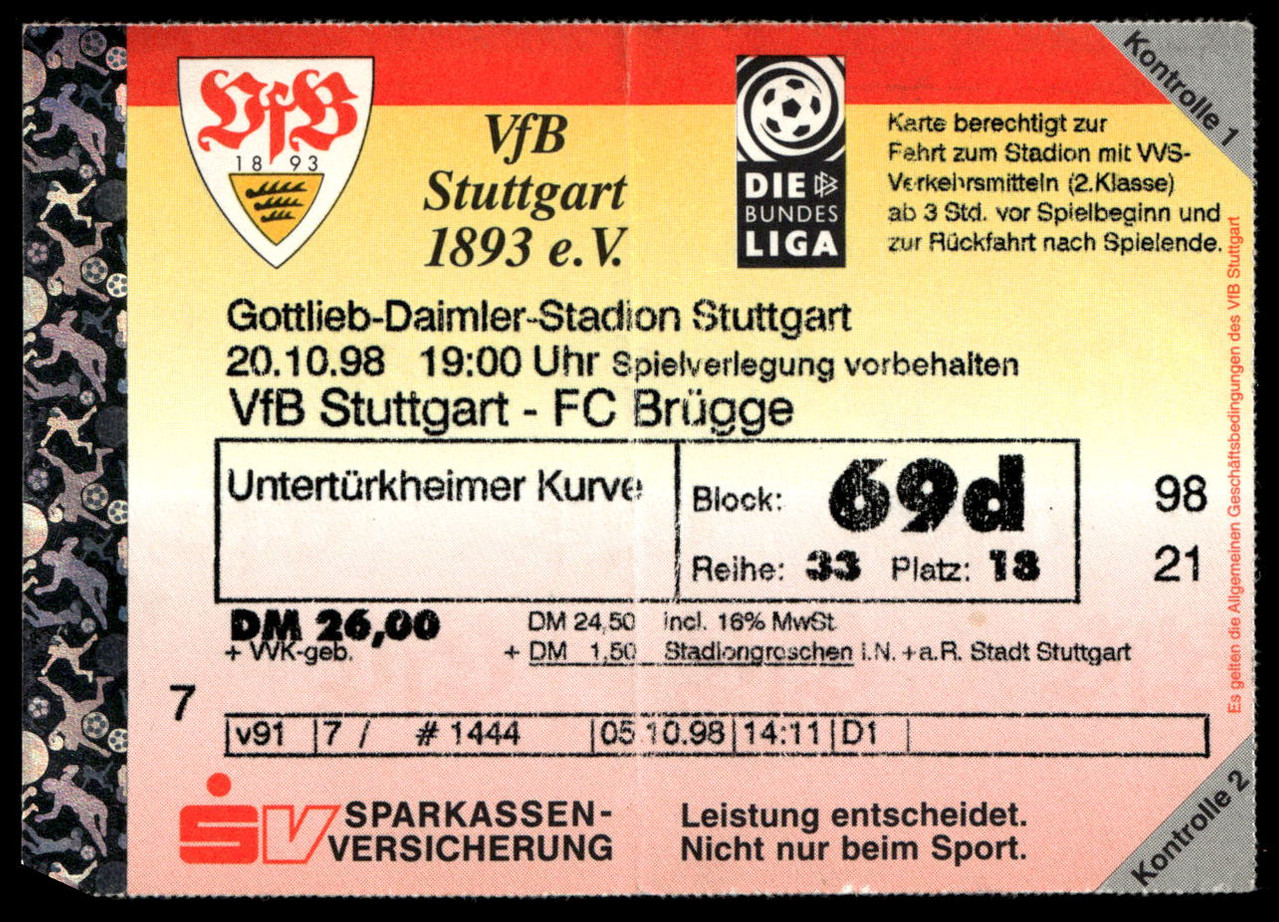 Kontrolle 1
VfB
1893
VfB
Stuttgart
1893 e.V.
DIE
BUNDES
LIGA
Karte berechtigt zur
Fahrt zum Stadion mit VVS-
Verkehrsmitteln (2.Klasse)
ab 3 Std. vor Spielbeginn und
zur Rückfahrt nach Spielende.
Es gelten die Allgemeinen Geschäftsbedingungen des VfB Stuttgart
Gottlieb-Daimler-Stadion Stuttgart
20.10.98 19:00 Uhr Spielverlegung vorbehalten
VfB Stuttgart - FC Brügge
Untertürkheimer Kurve
Block: 69d
98
Reihe: 33 Platz: 18
21
DM 26,00
+ VVK-geb.
DM 24,50 incl. 16% MwSt
+ DM 1,50 Stadiongroschen i.N. +a.R. Stadt Stuttgart
7
v91 |7 / # 1444 |05.10.98|14:11|D1 |
SV SPARKASSEN-
VERSICHERUNG
Leistung entscheidet.
Nicht nur beim Sport.
Kontrolle 2